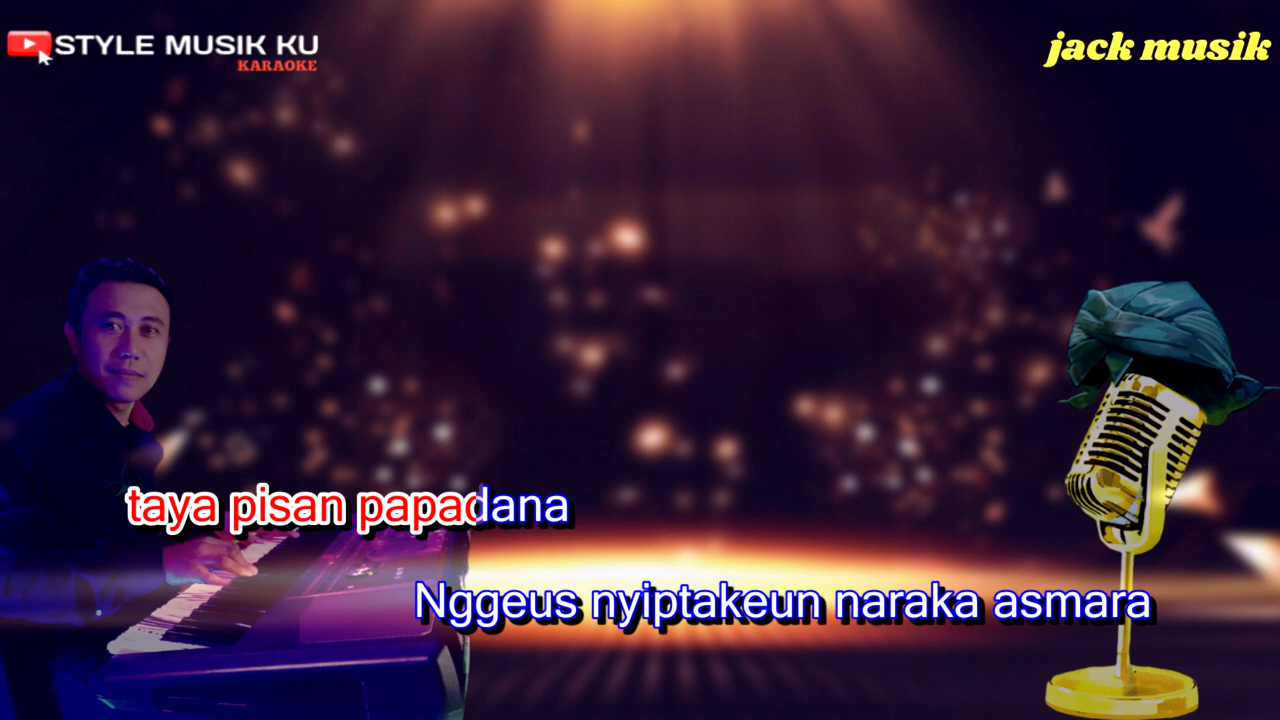 STYLE MUSIK KU
KARAOKE
jack musik
taya pisan papadana
Nggeus nyiptakeun naraka asmara